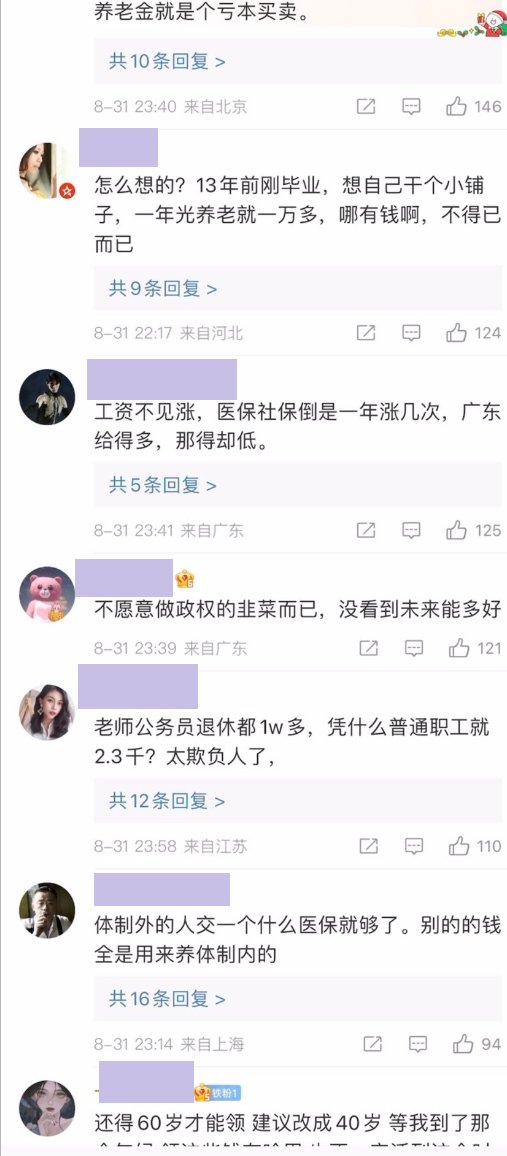 养老金就是个亏本买卖。
共10条回复 >
8-31 23:40 来自北京
146
怎么想的？13年前刚毕业，想自己干个小铺
子，一年光养老就一万多，哪有钱啊，不得已
而已
共9条回复 >
8-31 22:17 来自河北
124
工资不见涨，医保社保倒是一年涨几次，广东
给得多，那得却低。
共5条回复 >
8-31 23:41 来自广东
125
不愿意做政权的韭菜而已，没看到未来能多好
8-31 23:39 来自广东
121
老师公务员退休都1w多，凭什么普通职工就
2.3千？太欺负人了，
共12条回复 >
8-31 23:58 来自江苏
110
体制外的人交一个什么医保就够了。别的的钱
全是用来养体制内的
共16条回复 >
8-31 23:14 来自上海
94
铁粉1
还得60岁才能领 建议改成40岁 等我到了那